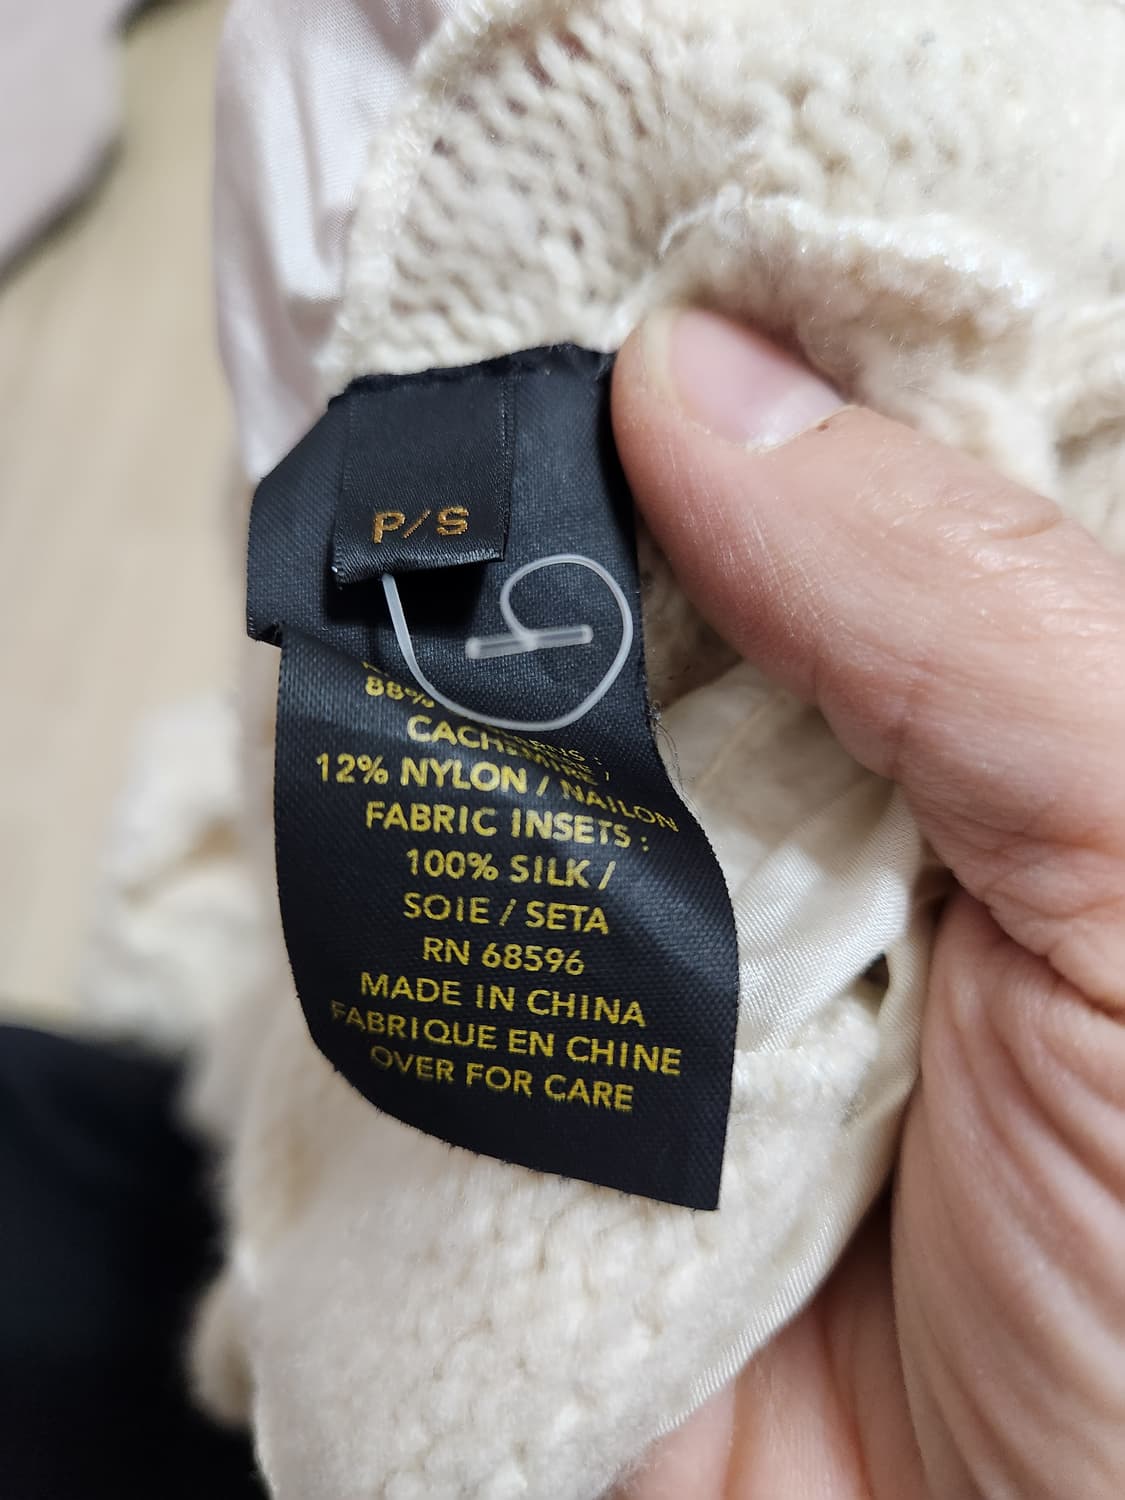 P/S
88%
CACHEMIRE /
12% NYLON / NAILON
FABRIC INSETS :
100% SILK /
SOIE / SETA
RN 68596
MADE IN CHINA
FABRIQUE EN CHINE
OVER FOR CARE